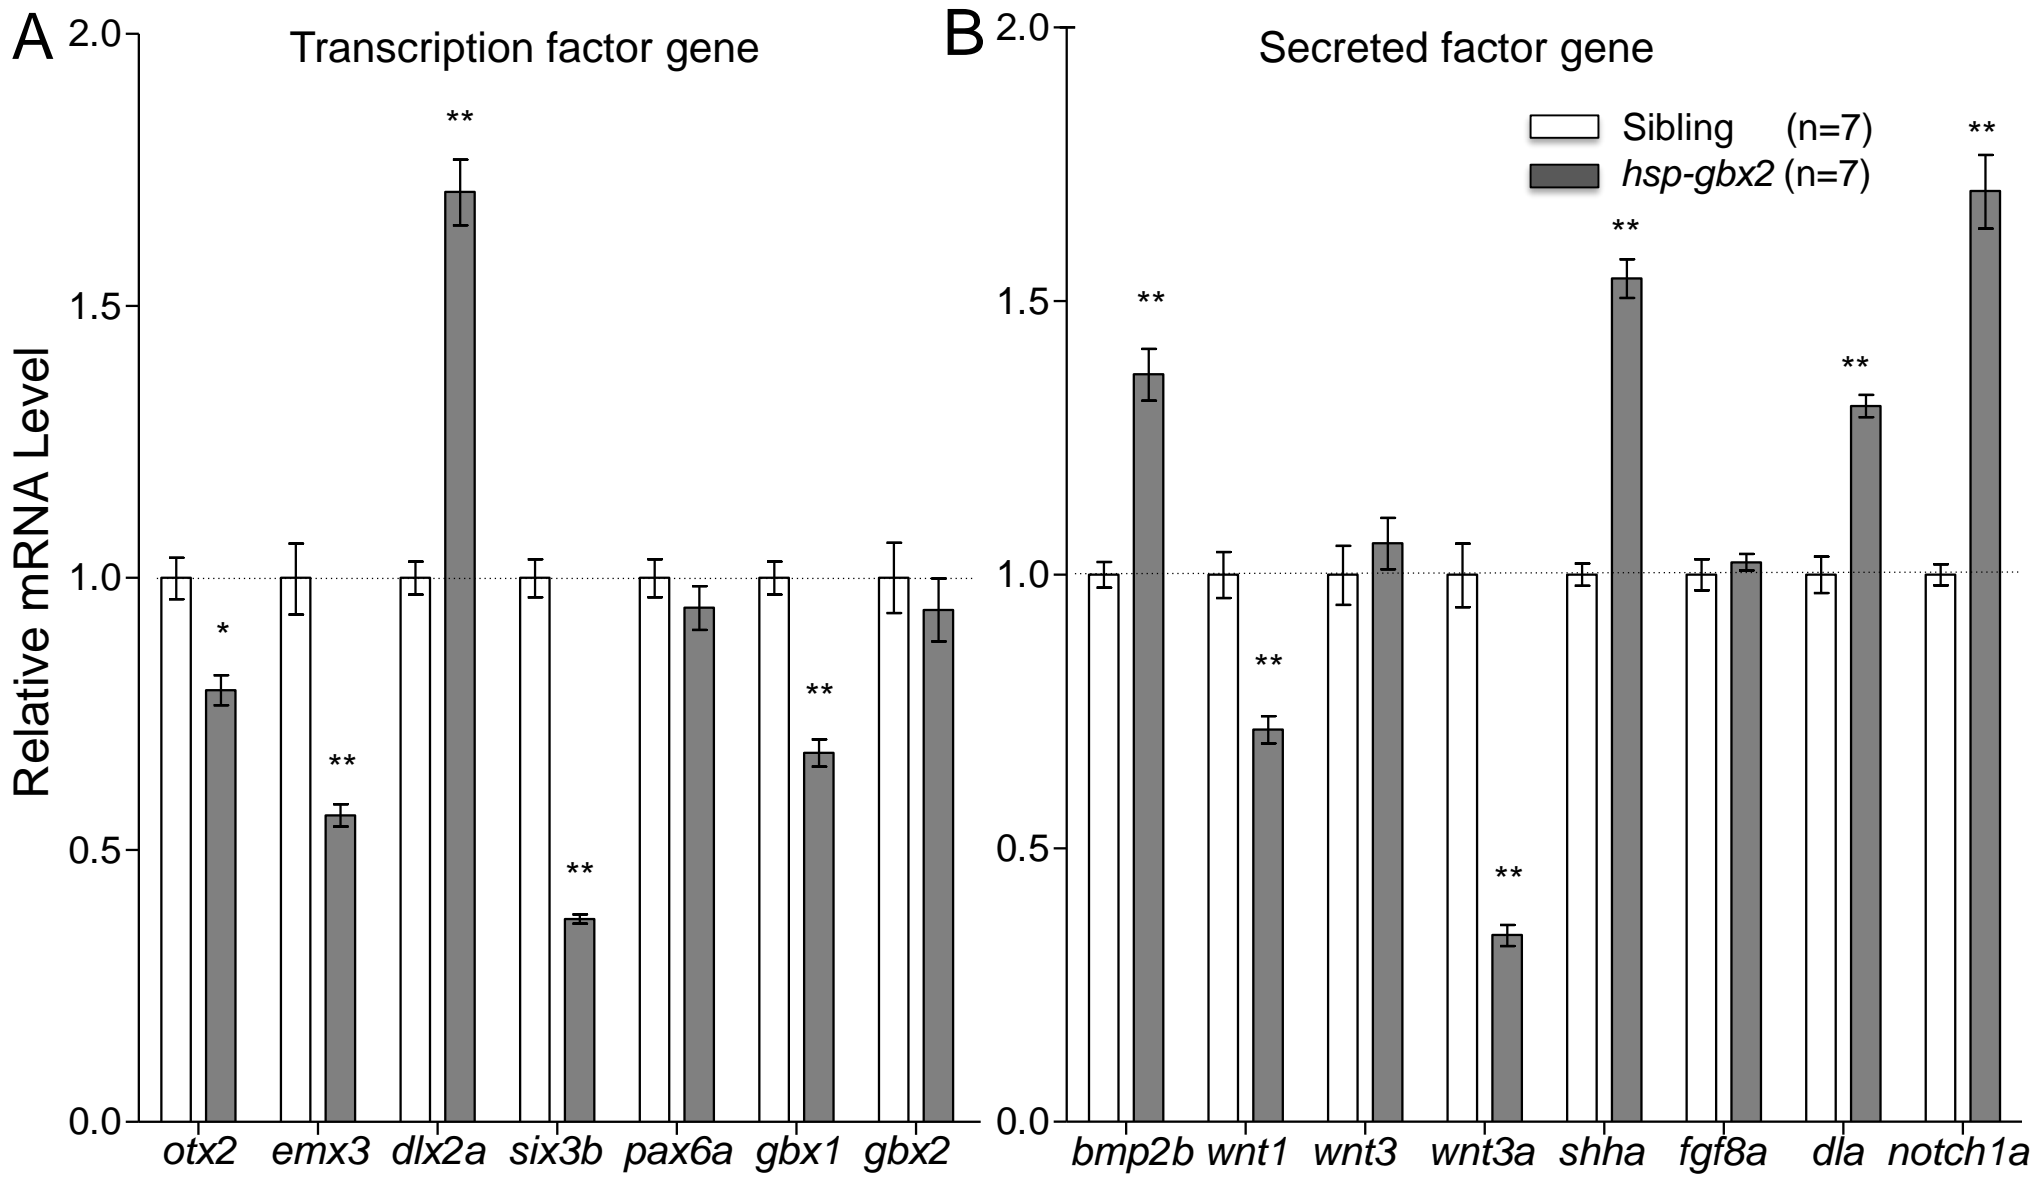 A
Transcription factor gene
Relative mRNA Level
2.0
1.5
1.0
0.5
0.0
*
**
**
**
**
otx2 emx3 dlx2a six3b pax6a gbx1 gbx2
B
Secreted factor gene
Sibling (n=7)
hsp-gbx2 (n=7)
2.0
1.5
1.0
0.5
0.0
**
**
**
**
**
**
bmp2b wnt1 wnt3 wnt3a shha fgf8a dla notch1a